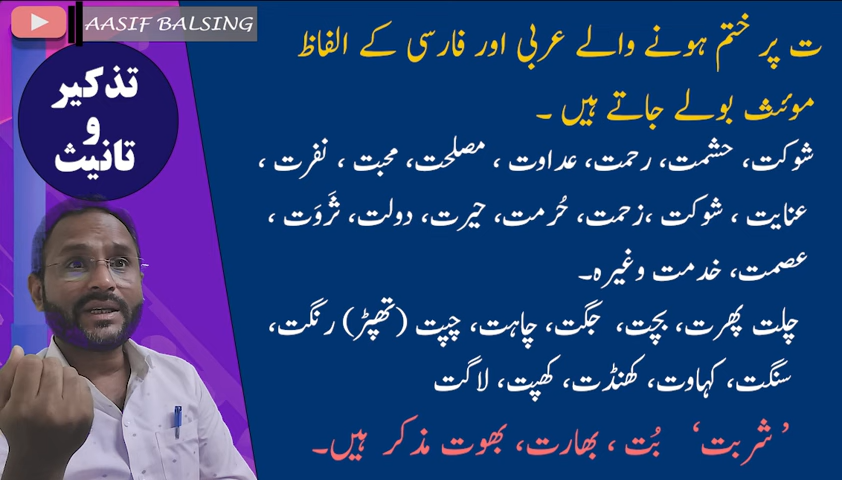 AASIF BALSING
تذکیر
و
تانیث
ت پر ختم ہونے والے عربی اور فارسی کے الفاظ
موئنث بولے جاتے ہیں ۔
شوکت، حشمت، رحمت، عداوت ، مصلحت، محبت ، نفرت ،
عنایت ، شوکت ،زحمت، حُرمت، حیرت، دولت، ثَروَت ،
عصمت، خدمت وغیرہ۔
چلت پھرت، بچت، جگت، چاہت، چپت (تھپڑ) رنگت،
سنگت، کہاوت، کھنڈت، کھپت، لاگت
’شربت‘ بُت ، بھارت، بھوت مذکر ہیں۔